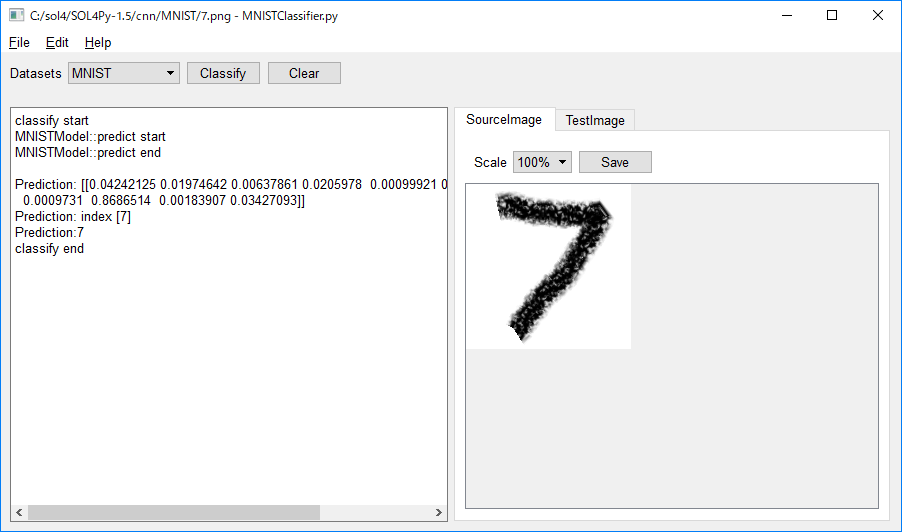 C:/sol4/SOL4Py-1.5/cnn/MNIST/7.png - MNISTClassifier.py
File Edit Help
Datasets MNIST Classify Clear
classify start
MNISTModel::predict start
MNISTModel::predict end
Prediction: [[0.04242125 0.01974642 0.00637861 0.0205978 0.00099921
0.0009731 0.8686514 0.00183907 0.03427093]]
Prediction: index [7]
Prediction:7
classify end
SourceImage TestImage
Scale 100% Save
7